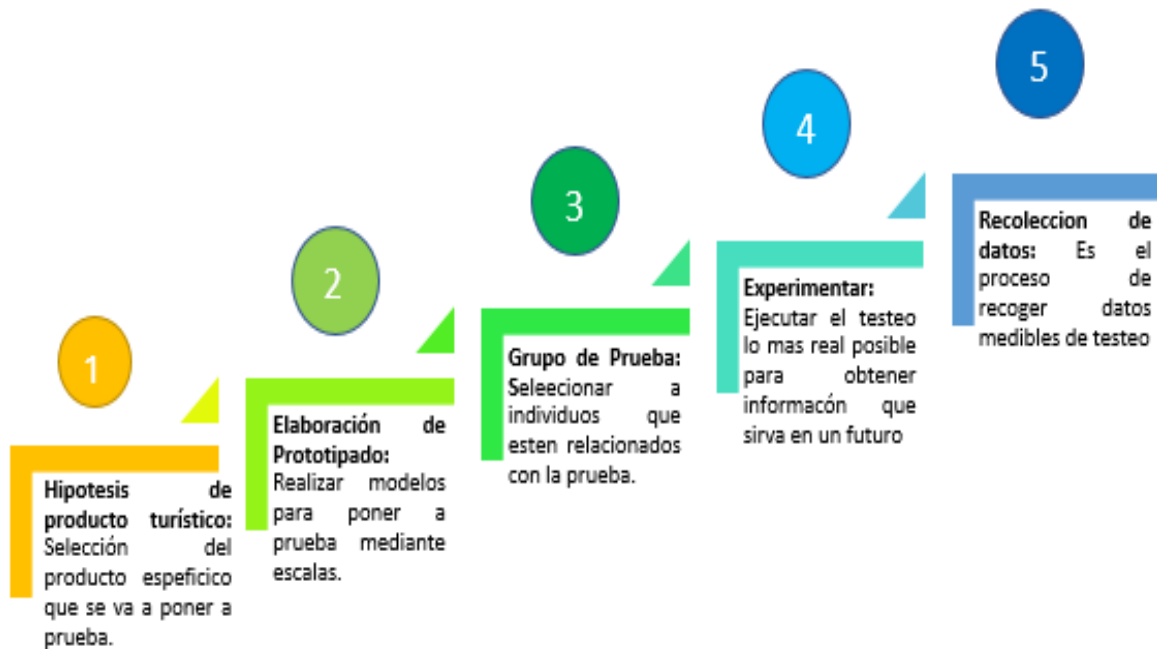 1
Hipotesis de
producto turístico:
Selección del
producto espeficico
que se va a poner a
prueba.
2
Elaboración de
Prototipado:
Realizar modelos
para poner a
prueba mediante
escalas.
3
Grupo de Prueba:
Seleecionar a
individuos que
esten relacionados
con la prueba.
4
Experimentar:
Ejecutar el testeo
lo mas real posible
para obtener
informacón que
sirva en un futuro
5
Recoleccion de
datos: Es el
proceso de
recoger datos
medibles de testeo